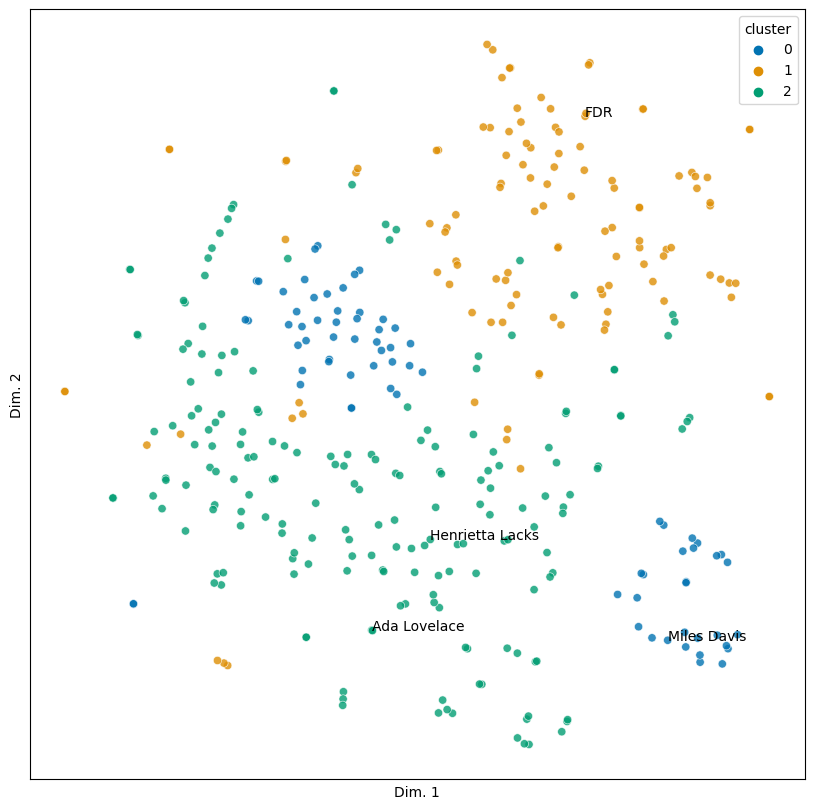 cluster
0
1
2
FDR
Henrietta Lacks
Ada Lovelace
Miles Davis
Dim. 2
Dim. 1